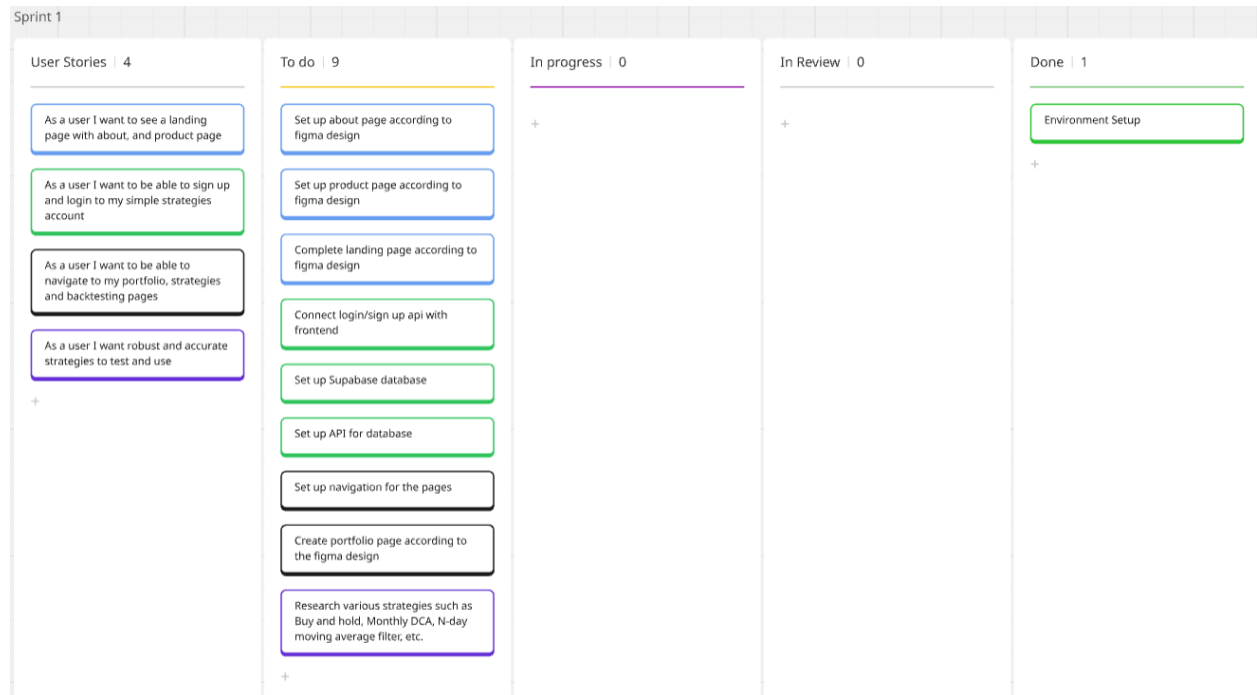 Sprint 1
User Stories | 4
As a user I want to see a landing
page with about, and product page
As a user I want to be able to sign up
and login to my simple strategies
account
As a user I want to be able to
navigate to my portfolio, strategies
and backtesting pages
As a user I want robust and accurate
strategies to test and use
+
To do | 9
Set up about page according to
figma design
Set up product page according to
figma design
Complete landing page according to
figma design
Connect login/sign up api with
frontend
Set up Supabase database
Set up API for database
Set up navigation for the pages
Create portfolio page according to
the figma design
Research various strategies such as
Buy and hold, Monthly DCA, N-day
moving average filter, etc.
+
In progress | 0
+
In Review | 0
+
Done | 1
Environment Setup
+